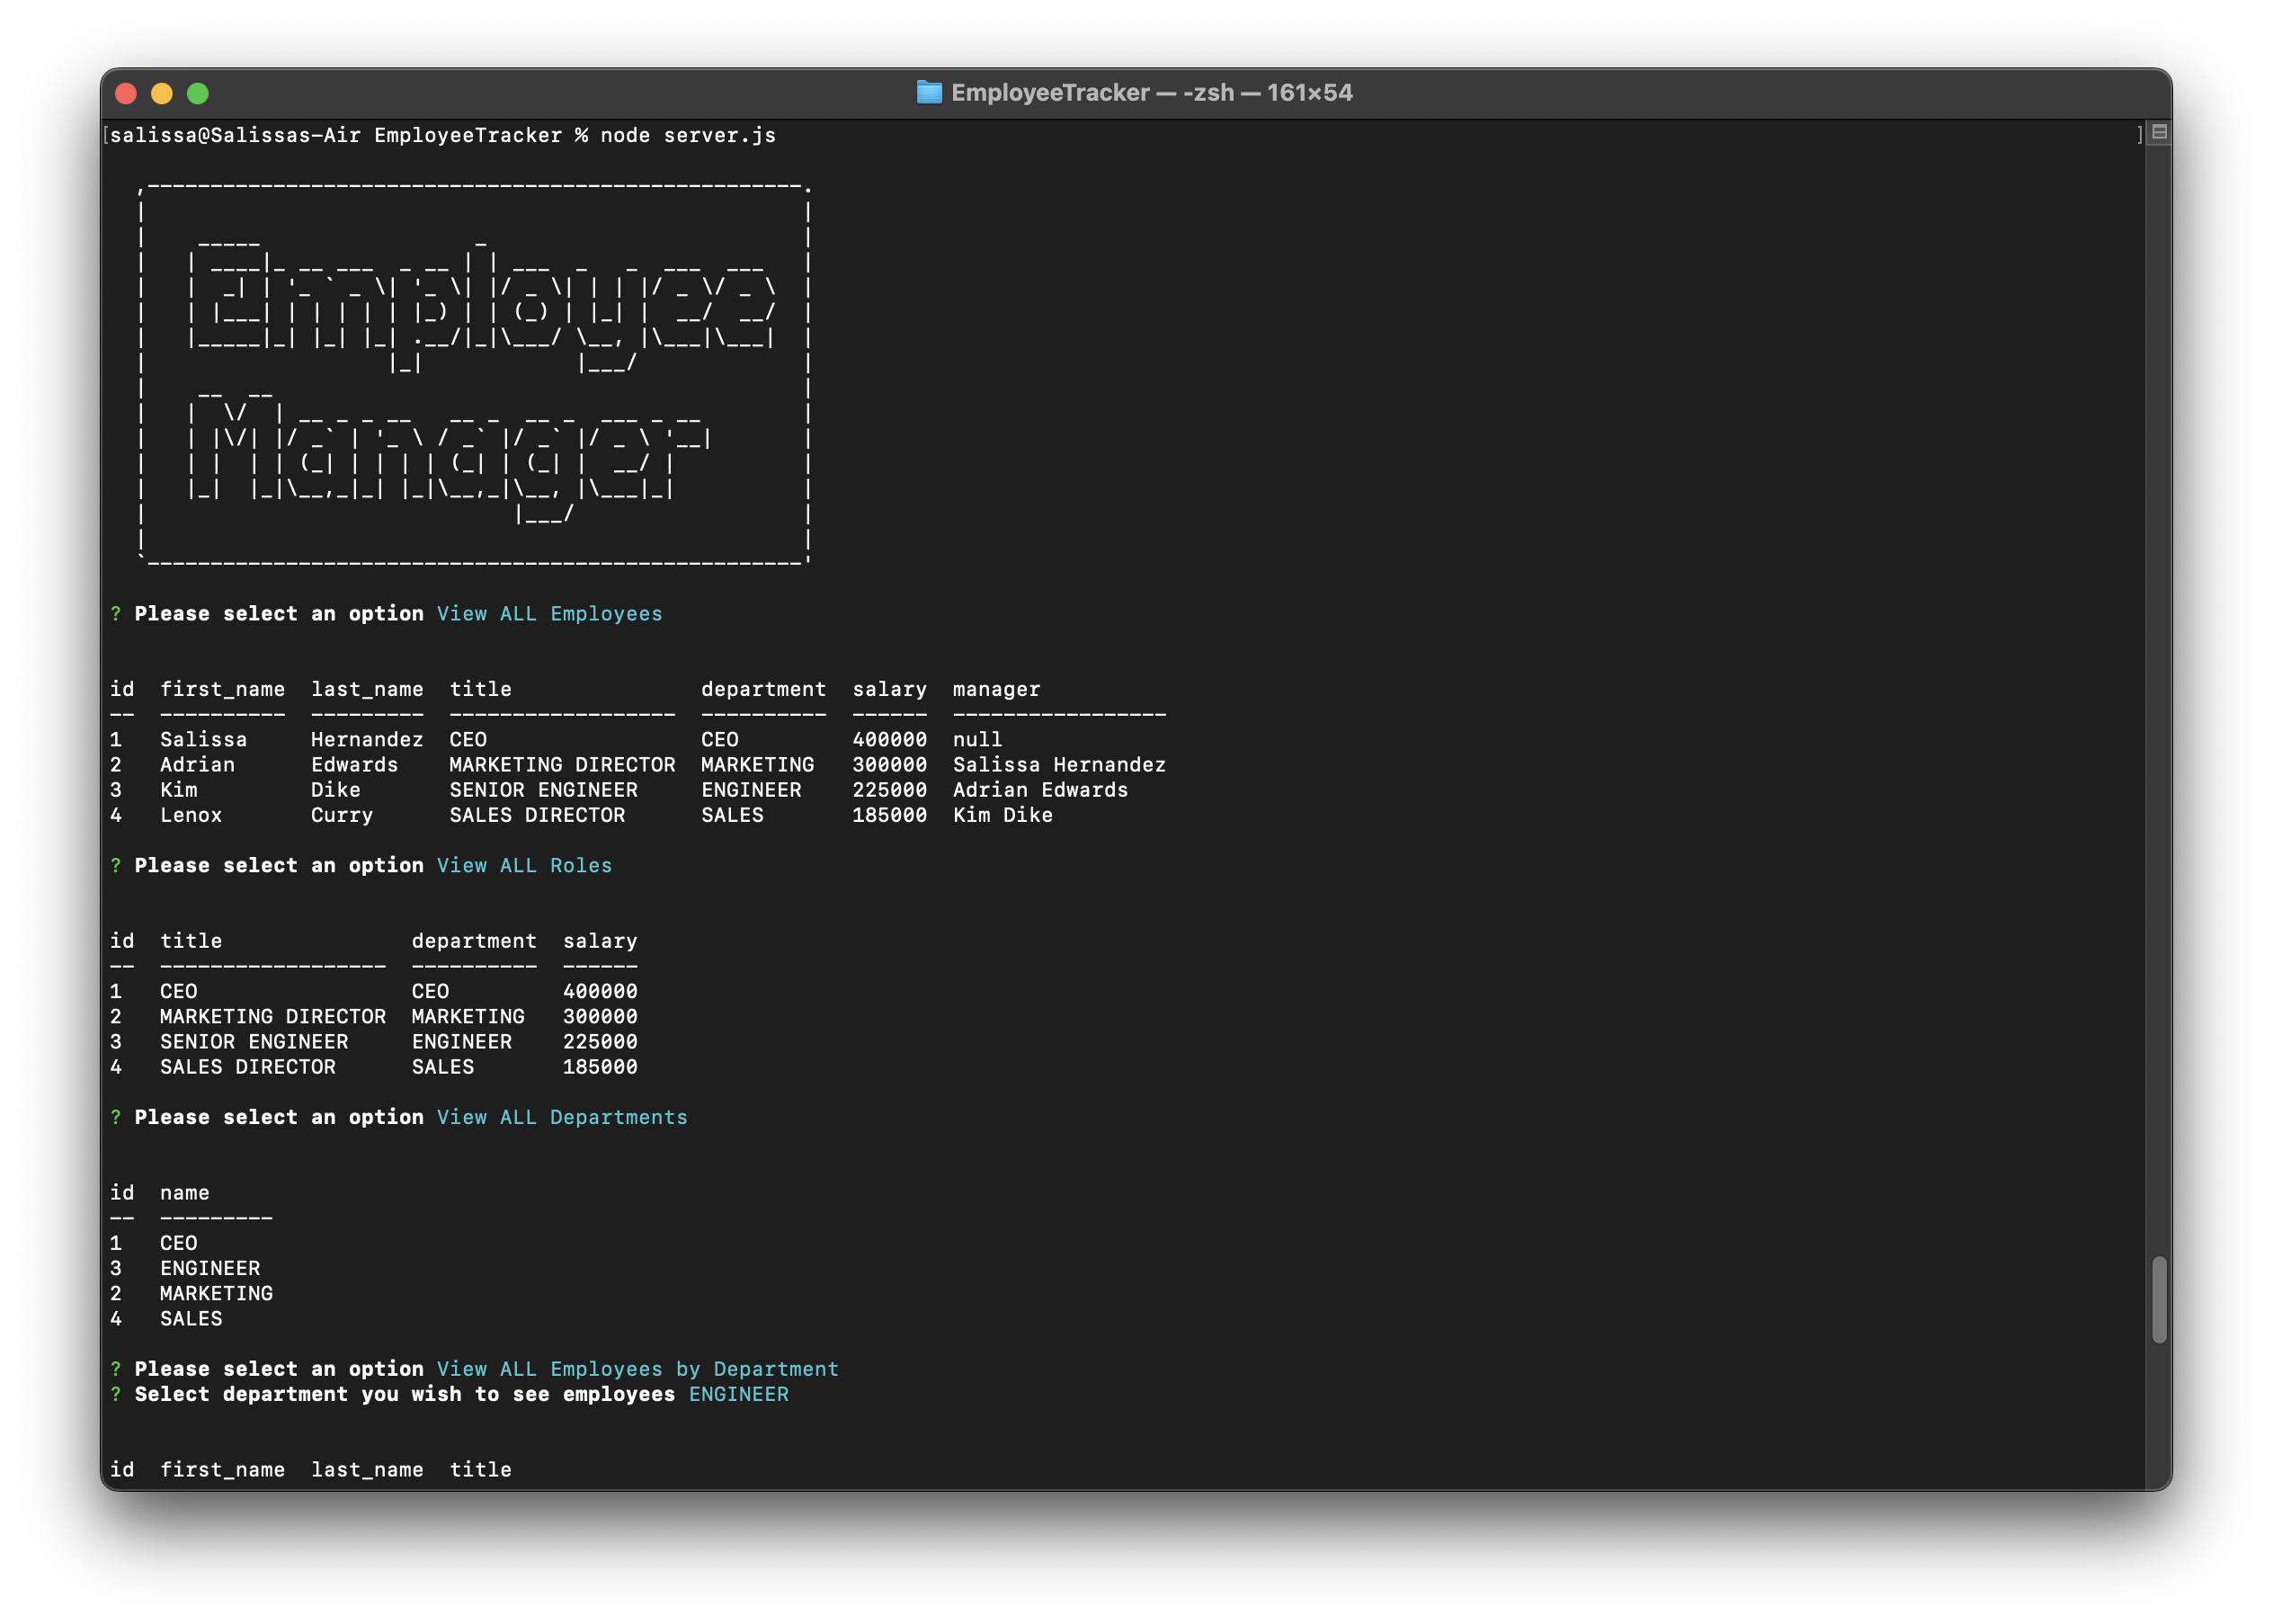 EmployeeTracker — -zsh — 161×54
[salissa@Salissas-Air EmployeeTracker % node server.js ]
Employee
Manager
? Please select an option View ALL Employees
id  first_name  last_name  title               department  salary  manager
--  ----------  ---------  ------------------  ----------  ------  -----------------
1   Salissa     Hernandez  CEO                 CEO         400000  null
2   Adrian      Edwards    MARKETING DIRECTOR  MARKETING   300000  Salissa Hernandez
3   Kim         Dike       SENIOR ENGINEER     ENGINEER    225000  Adrian Edwards
4   Lenox       Curry      SALES DIRECTOR      SALES       185000  Kim Dike
? Please select an option View ALL Roles
id  title               department  salary
--  ------------------  ----------  ------
1   CEO                 CEO         400000
2   MARKETING DIRECTOR  MARKETING   300000
3   SENIOR ENGINEER     ENGINEER    225000
4   SALES DIRECTOR      SALES       185000
? Please select an option View ALL Departments
id  name
--  ---------
1   CEO
3   ENGINEER
2   MARKETING
4   SALES
? Please select an option View ALL Employees by Department
? Select department you wish to see employees ENGINEER
id  first_name  last_name  title